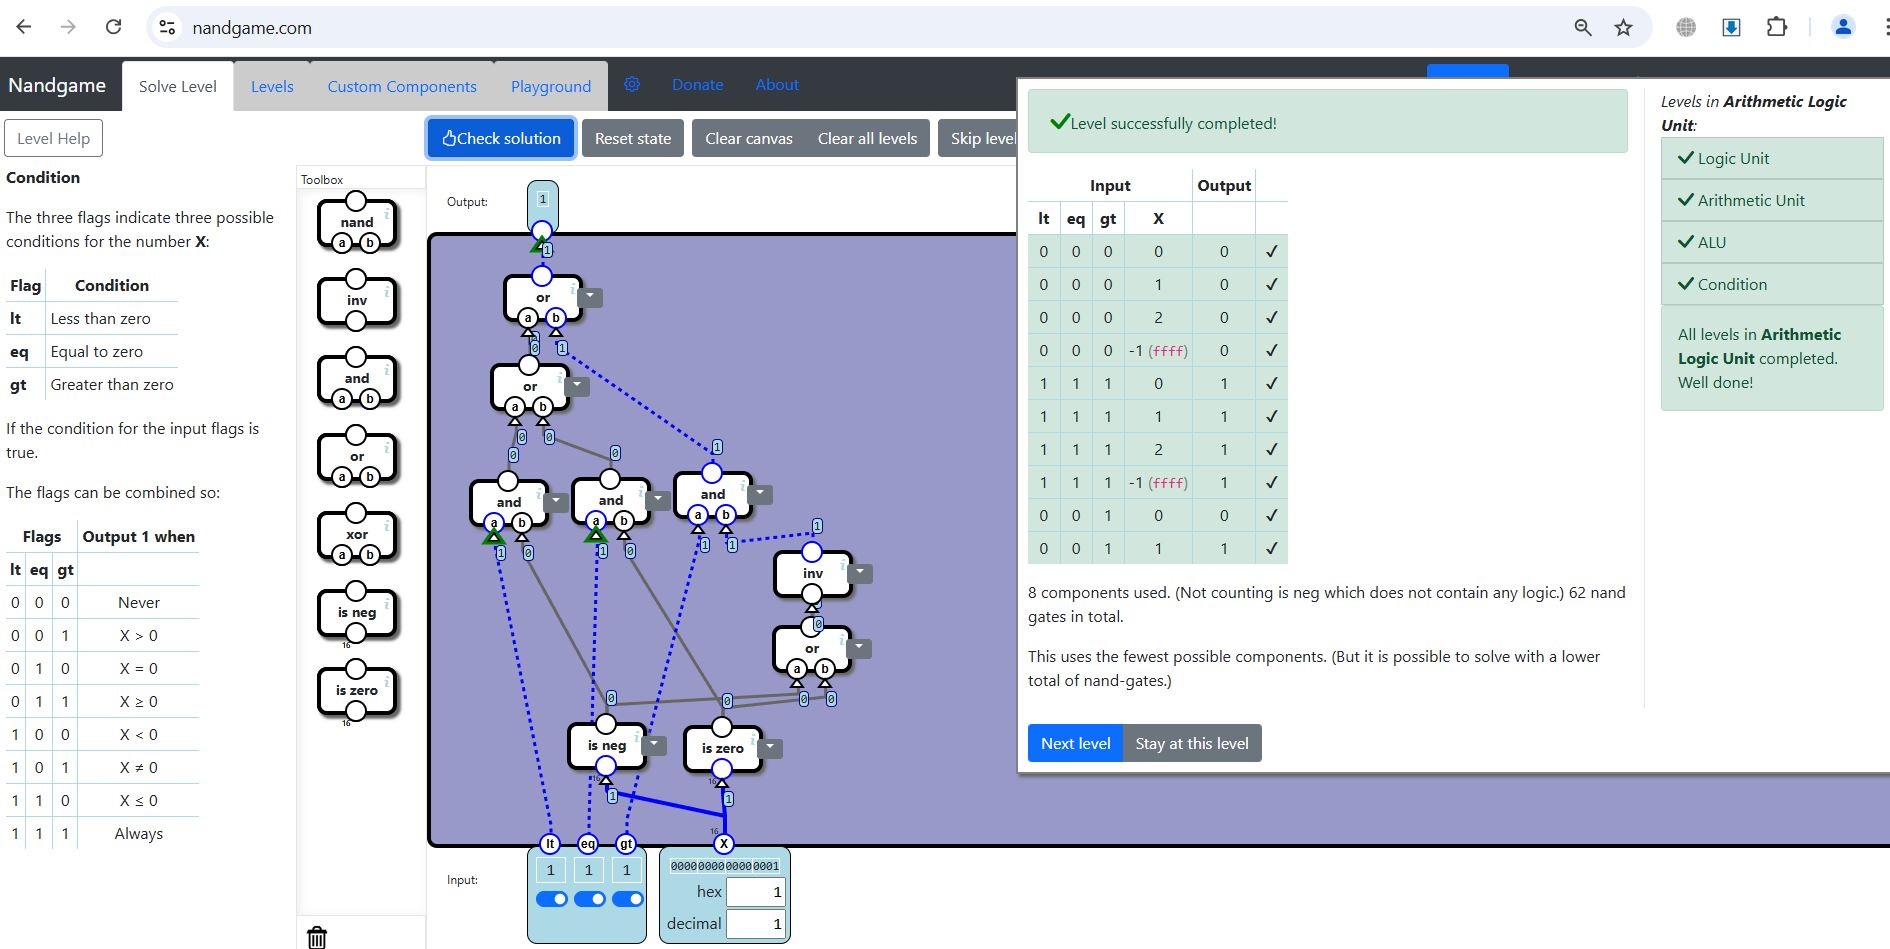 nandgame.com
Nandgame Solve Level Levels Custom Components Playground Donate About
Level Help
Check solution Reset state Clear canvas Clear all levels Skip level
Condition
The three flags indicate three possible
conditions for the number X:
Flag Condition
lt Less than zero
eq Equal to zero
gt Greater than zero
If the condition for the input flags is
true.
The flags can be combined so:
Flags Output 1 when
lt eq gt
0 0 0 Never
0 0 1 X > 0
0 1 0 X = 0
0 1 1 X ≥ 0
1 0 0 X < 0
1 0 1 X ≠ 0
1 1 0 X ≤ 0
1 1 1 Always
Toolbox
nand
a b
inv
and
a b
or
a b
xor
a b
is neg
16
is zero
16
Output:
1
1
or
a b
0 1
0
or
a b
0 0
0 0 1
and and and
a b a b a b
1 0 1 0 1 1
1
inv
0
0
or
a b
0 0 0 0
is neg is zero
16 16
1 1
16
lt eq gt X
Input:
1 1 1
0000000000000001
hex 1
decimal 1
Level successfully completed!
Input Output
lt eq gt X
0 0 0 0 0 ✓
0 0 0 1 0 ✓
0 0 0 2 0 ✓
0 0 0 -1 (ffff) 0 ✓
1 1 1 0 1 ✓
1 1 1 1 1 ✓
1 1 1 2 1 ✓
1 1 1 -1 (ffff) 1 ✓
0 0 1 0 0 ✓
0 0 1 1 1 ✓
8 components used. (Not counting is neg which does not contain any logic.) 62 nand
gates in total.
This uses the fewest possible components. (But it is possible to solve with a lower
total of nand-gates.)
Next level Stay at this level
Levels in Arithmetic Logic
Unit:
Logic Unit
Arithmetic Unit
ALU
Condition
All levels in Arithmetic
Logic Unit completed.
Well done!